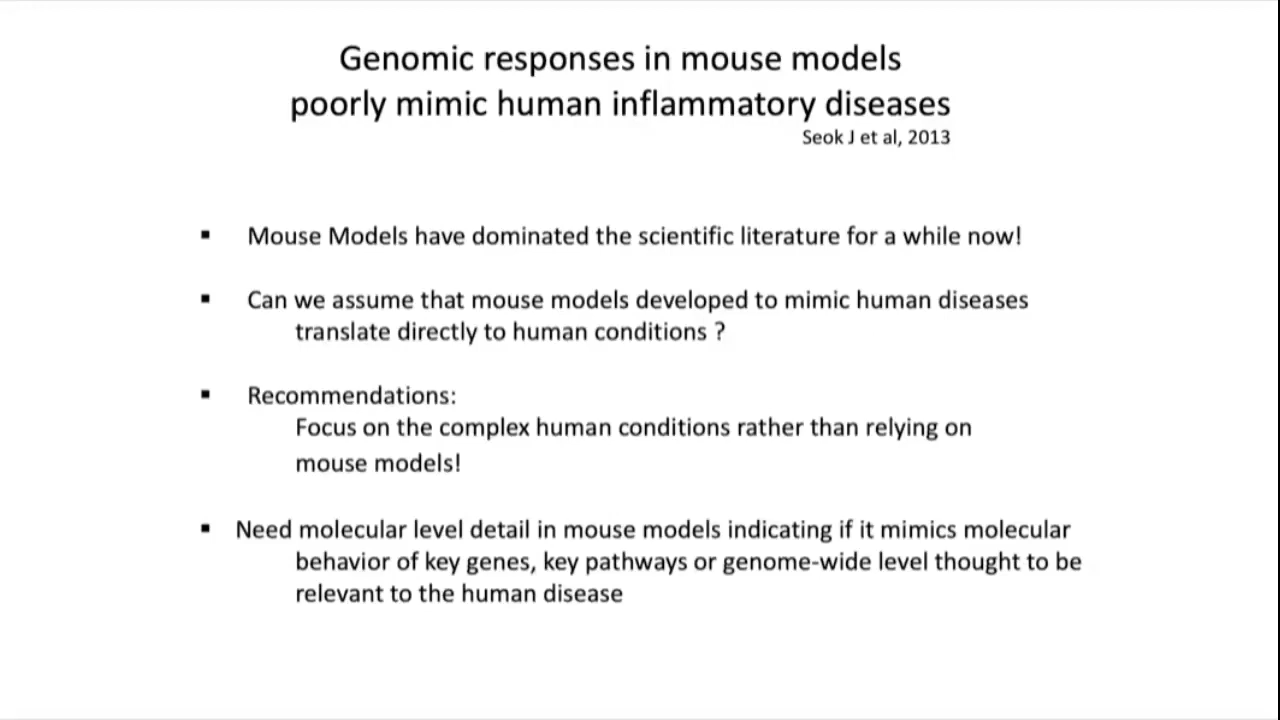 Genomic responses in mouse models
poorly mimic human inflammatory diseases
Seok J et al, 2013
▪ Mouse Models have dominated the scientific literature for a while now!
▪ Can we assume that mouse models developed to mimic human diseases
translate directly to human conditions ?
▪ Recommendations:
Focus on the complex human conditions rather than relying on
mouse models!
▪ Need molecular level detail in mouse models indicating if it mimics molecular
behavior of key genes, key pathways or genome-wide level thought to be
relevant to the human disease